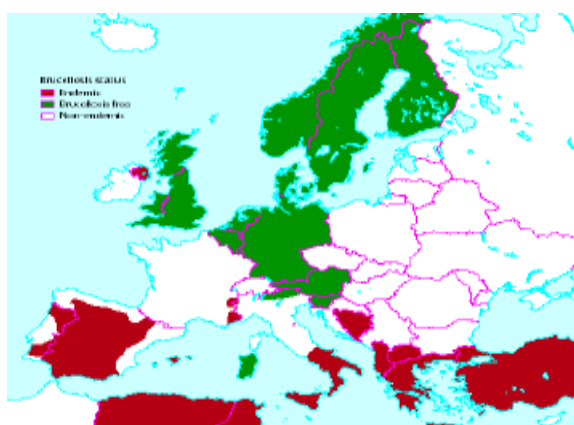 Brucellosis status
Endemic
Brucellosis free
Non-endemic